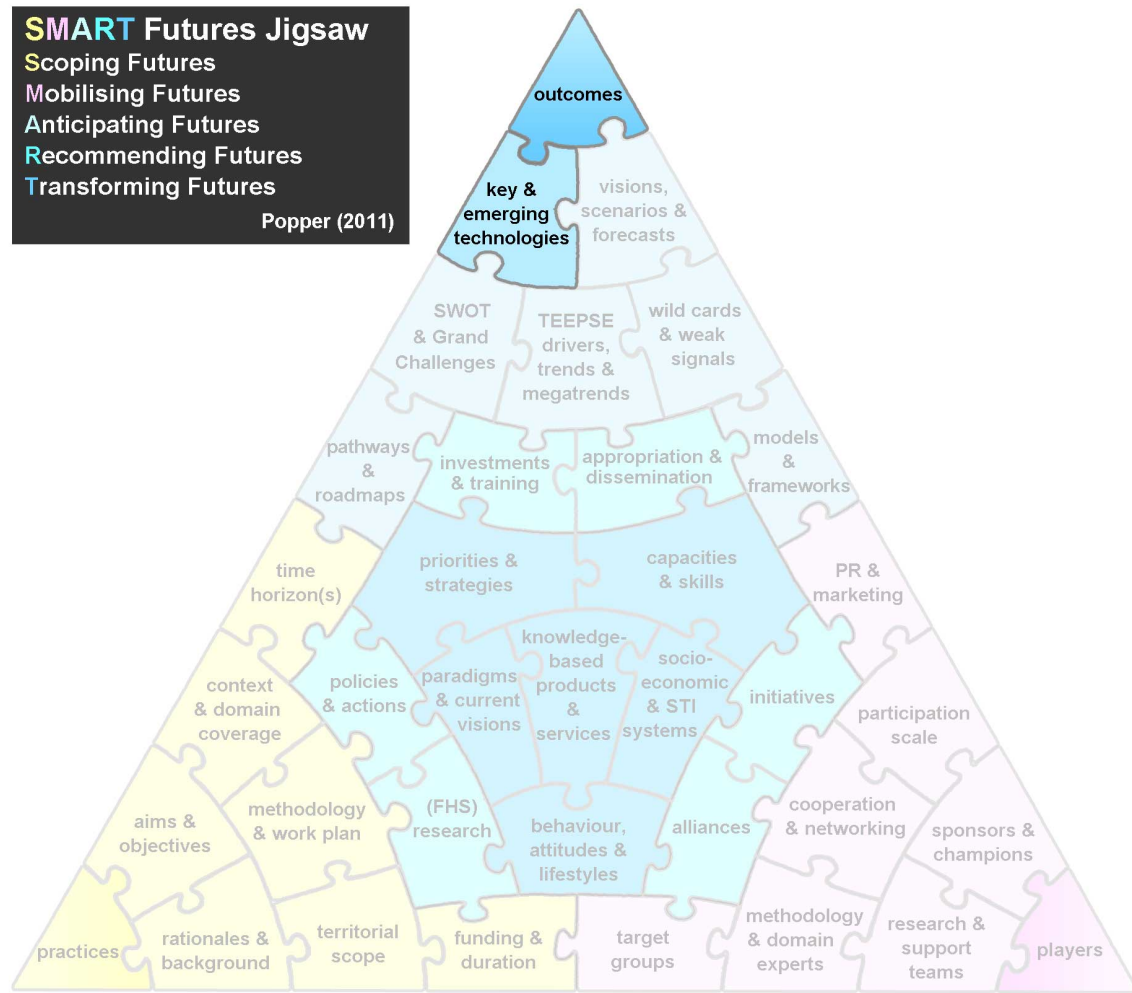 SMART Futures Jigsaw
Scoping Futures
Mobilising Futures
Anticipating Futures
Recommending Futures
Transforming Futures
Popper (2011)
outcomes
key &
emerging
technologies
visions,
scenarios &
forecasts
SWOT
& Grand
Challenges
TEEPSE
drivers,
trends &
megatrends
wild cards
& weak
signals
pathways
&
roadmaps
investments
& training
appropriation &
dissemination
models
&
frameworks
time
horizon(s)
priorities &
strategies
capacities
& skills
PR &
marketing
context
& domain
coverage
policies
& actions
paradigms
& current
visions
knowledge-
based
products
&
services
socio-
economic
& STI
systems
initiatives
participation
scale
aims &
objectives
methodology
& work plan
(FHS)
research
behaviour,
attitudes &
lifestyles
alliances
cooperation
& networking
sponsors &
champions
practices
rationales &
background
territorial
scope
funding &
duration
target
groups
methodology
& domain
experts
research &
support
teams
players